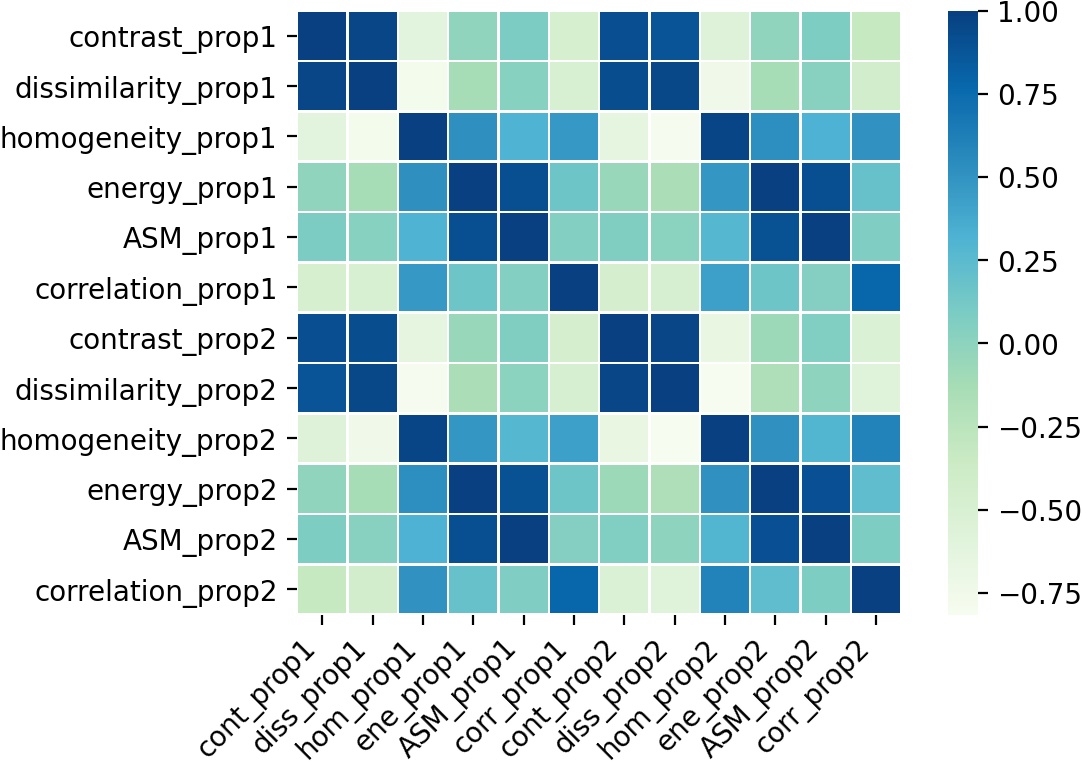 contrast_prop1
dissimilarity_prop1
homogeneity_prop1
energy_prop1
ASM_prop1
correlation_prop1
contrast_prop2
dissimilarity_prop2
homogeneity_prop2
energy_prop2
ASM_prop2
correlation_prop2
cont_prop1
diss_prop1
hom_prop1
ene_prop1
ASM_prop1
corr_prop1
cont_prop2
diss_prop2
hom_prop2
ene_prop2
ASM_prop2
corr_prop2
1.00
0.75
0.50
0.25
0.00
−0.25
−0.50
−0.75